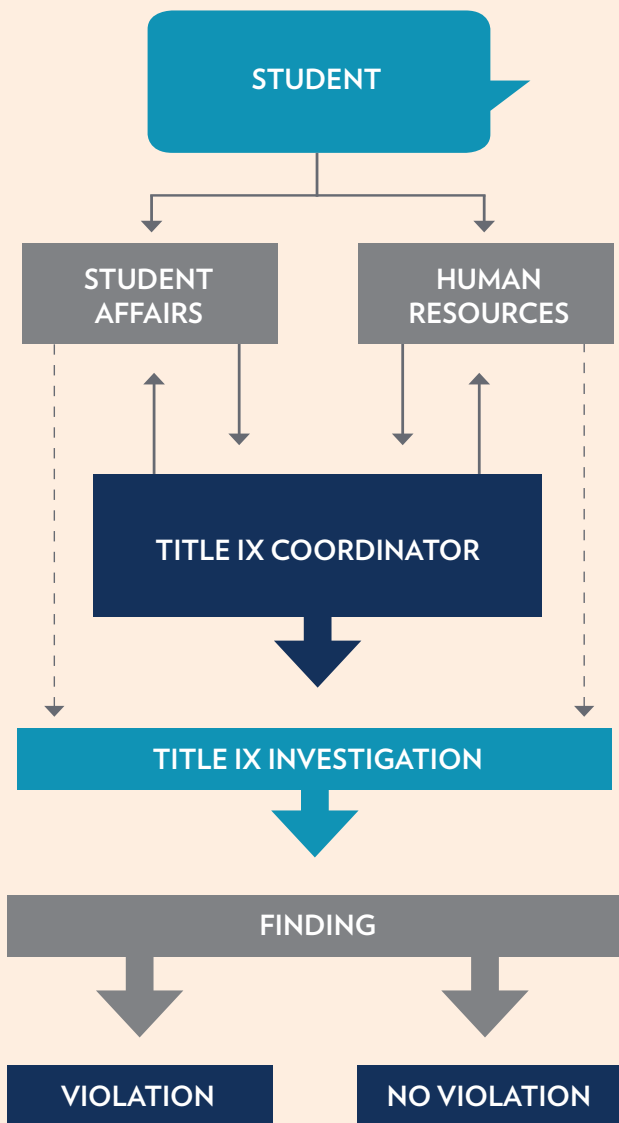 STUDENT
STUDENT
AFFAIRS
HUMAN
RESOURCES
TITLE IX COORDINATOR
TITLE IX INVESTIGATION
FINDING
VIOLATION
NO VIOLATION